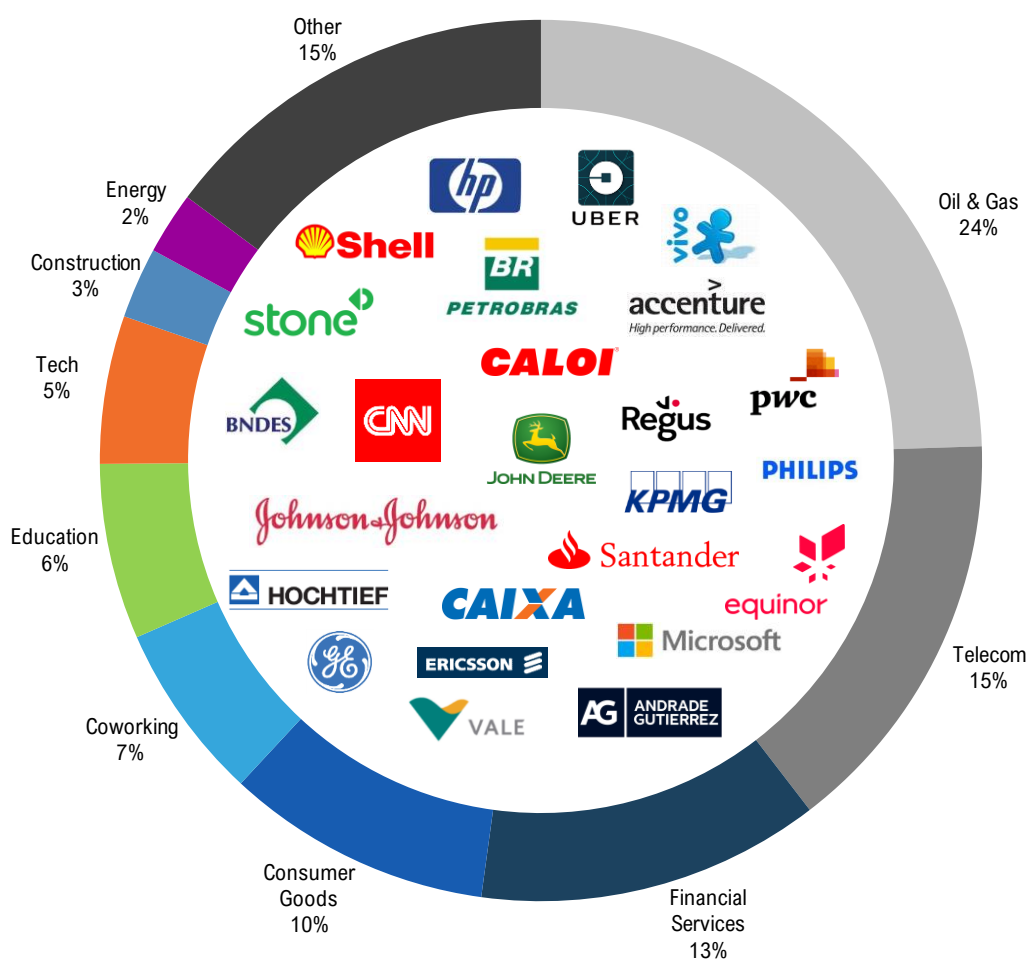 Other
15%
Oil & Gas
24%
Energy
2%
Construction
3%
Tech
5%
Education
6%
Coworking
7%
Consumer
Goods
10%
Financial
Services
13%
Telecom
15%
hp
UBER
vivo
Shell
BR
PETROBRAS
accenture
High performance. Delivered.
stone
CALOI
pwc
BNDES
CNN
Regus
JOHN DEERE
PHILIPS
KPMG
Johnson & Johnson
Santander
equinor
HOCHTIEF
CAIXA
GE
ERICSSON
Microsoft
VALE
AG
ANDRADE
GUTIERREZ